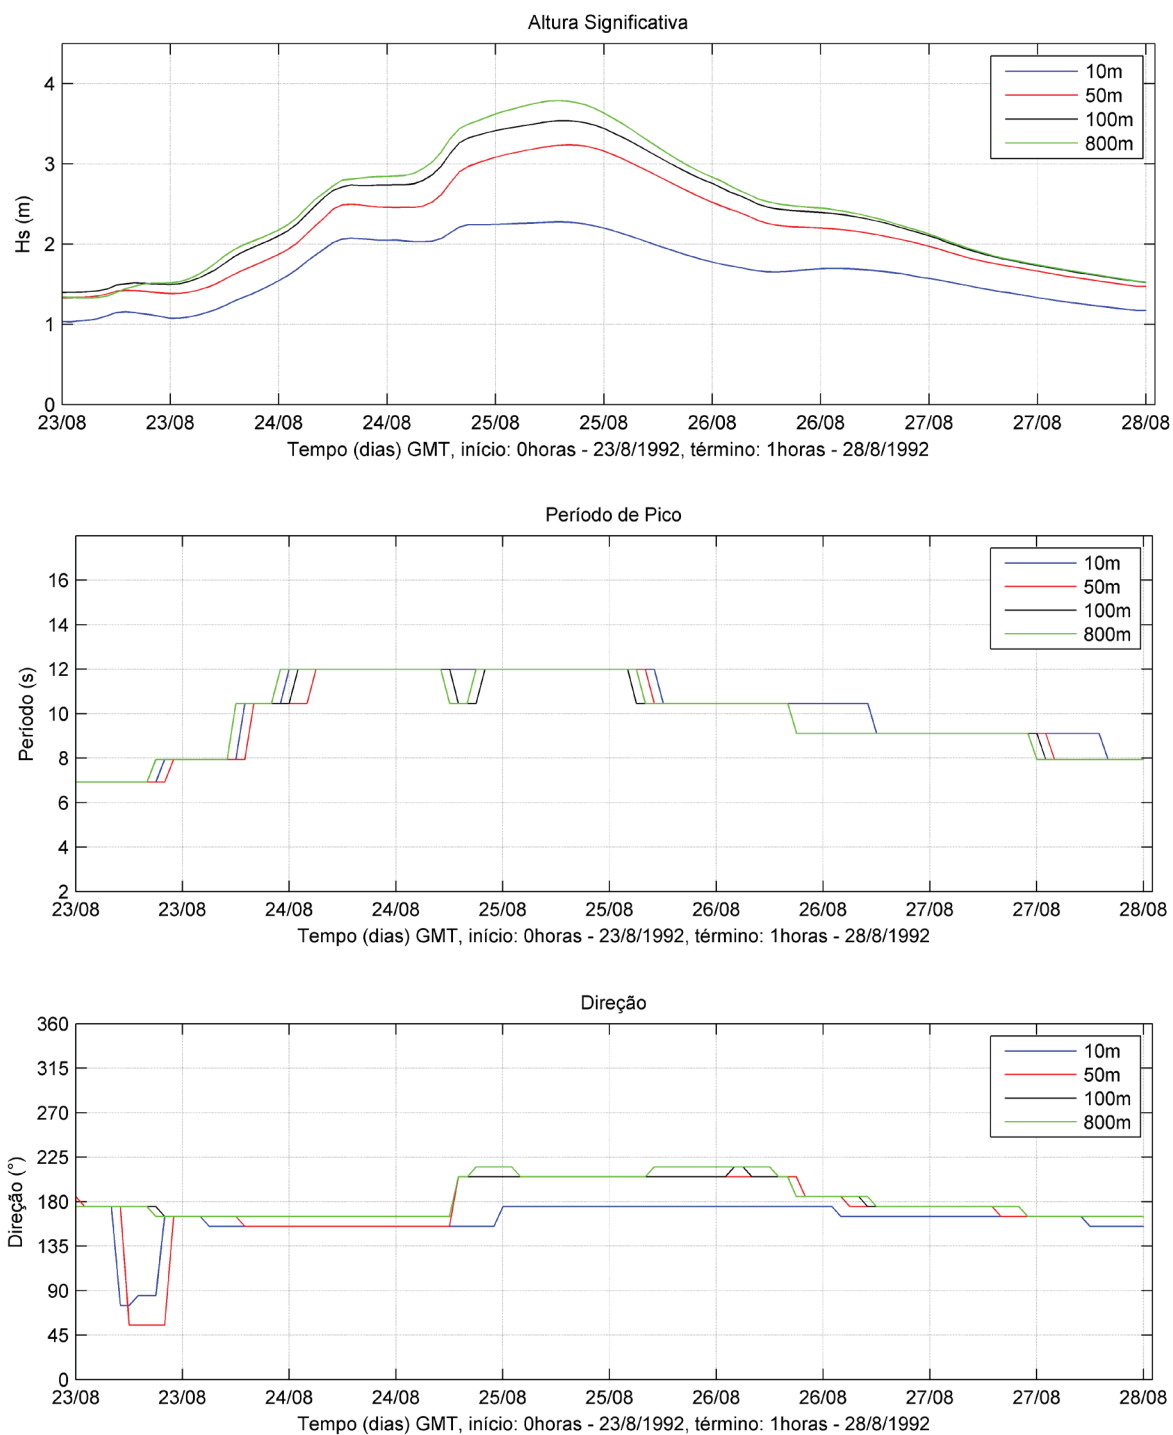 Altura Significativa
4
3
2
1
0
Hs (m)
10m
50m
100m
800m
23/08 23/08 24/08 24/08 25/08 25/08 26/08 26/08 27/08 27/08 28/08
Tempo (dias) GMT, início: 0horas - 23/8/1992, término: 1horas - 28/8/1992
Período de Pico
16
14
12
10
8
6
4
2
Período (s)
10m
50m
100m
800m
23/08 23/08 24/08 24/08 25/08 25/08 26/08 26/08 27/08 27/08 28/08
Tempo (dias) GMT, início: 0horas - 23/8/1992, término: 1horas - 28/8/1992
Direção
360
315
270
225
180
135
90
45
0
Direção (°)
10m
50m
100m
800m
23/08 23/08 24/08 24/08 25/08 25/08 26/08 26/08 27/08 27/08 28/08
Tempo (dias) GMT, início: 0horas - 23/8/1992, término: 1horas - 28/8/1992